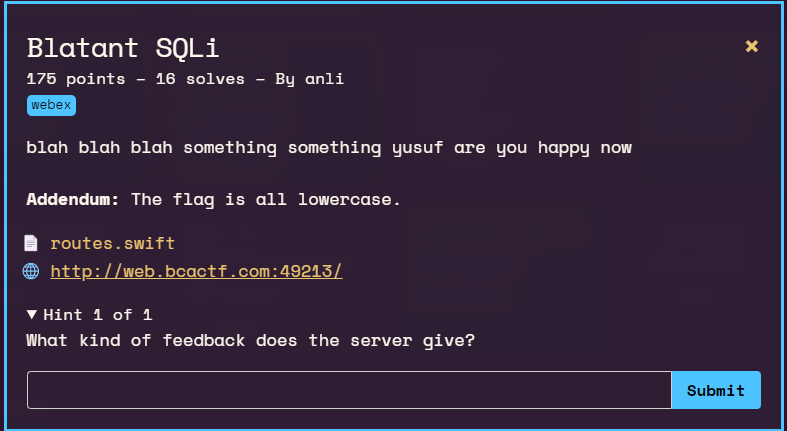 Blatant SQLi
175 points – 16 solves – By anli
webex
blah blah blah something something yusuf are you happy now
Addendum: The flag is all lowercase.
routes.swift
http://web.bcactf.com:49213/
▼ Hint 1 of 1
What kind of feedback does the server give?
Submit